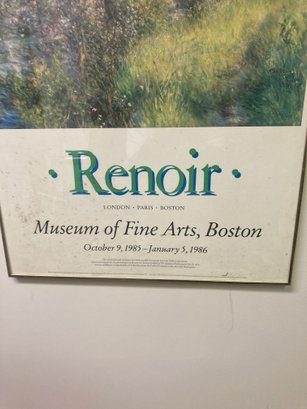 · Renoir ·
LONDON · PARIS · BOSTON
Museum of Fine Arts, Boston
October 9, 1985 – January 5, 1986